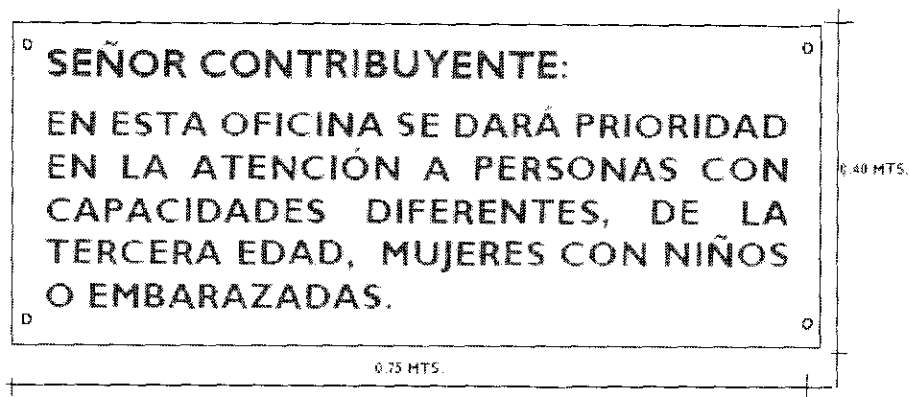 SEÑOR CONTRIBUYENTE:
EN ESTA OFICINA SE DARÁ PRIORIDAD
EN LA ATENCIÓN A PERSONAS CON
CAPACIDADES DIFERENTES, DE LA
TERCERA EDAD, MUJERES CON NIÑOS
O EMBARAZADAS.
0.40 MTS.
0.75 MTS.